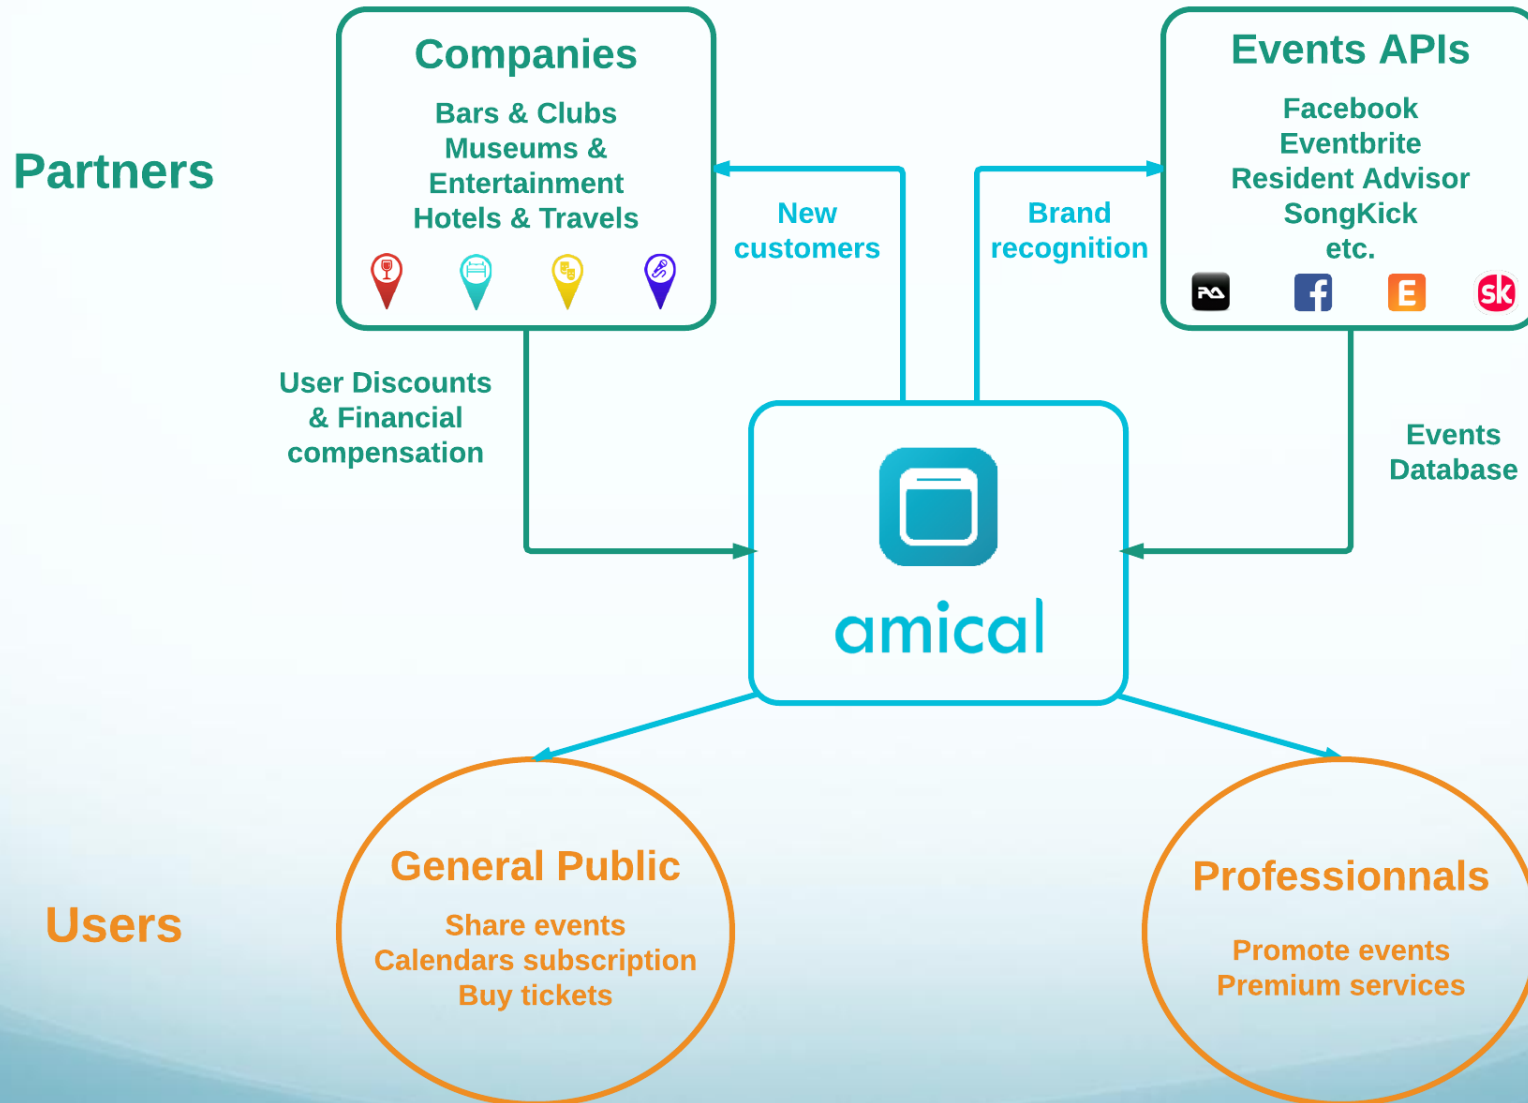 Companies
Bars & Clubs
Museums &
Entertainment
Hotels & Travels
Events APIs
Facebook
Eventbrite
Resident Advisor
SongKick
etc.
RA
f
E
sk
Partners
New
customers
Brand
recognition
User Discounts
& Financial
compensation
Events
Database
amical
Users
General Public
Share events
Calendars subscription
Buy tickets
Professionnals
Promote events
Premium services